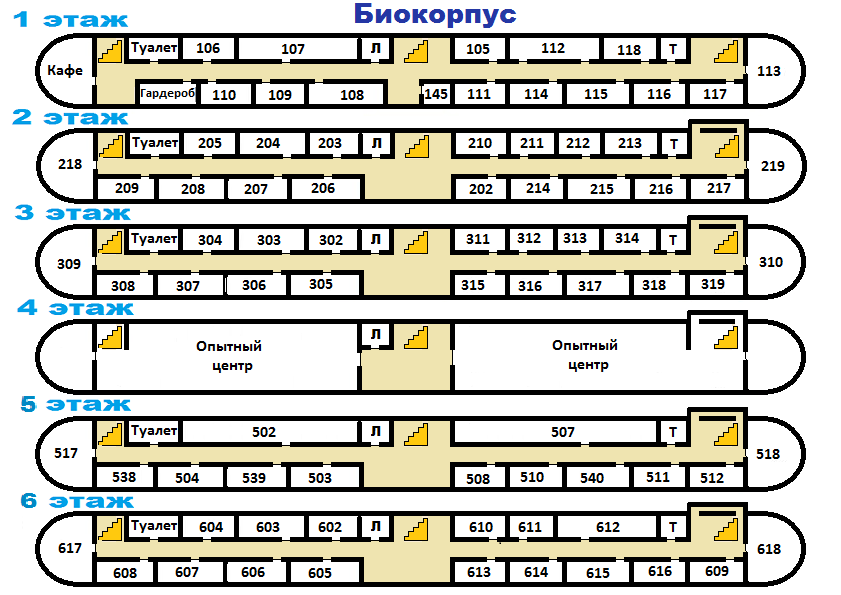 Биокорпус
1 этаж
Туалет 106 107 Л 105 112 118 Т
Кафе 113
Гардероб 110 109 108 145 111 114 115 116 117
2 этаж
Туалет 205 204 203 Л 210 211 212 213 Т
218 219
209 208 207 206 202 214 215 216 217
3 этаж
Туалет 304 303 302 Л 311 312 313 314 Т
309 310
308 307 306 305 315 316 317 318 319
4 этаж
Л
Опытный Опытный
центр центр
5 этаж
Туалет 502 507 Т
Л
517 518
538 504 539 503 508 510 540 511 512
6 этаж
Туалет 604 603 602 Л 610 611 612 Т
617 618
608 607 606 605 613 614 615 616 609